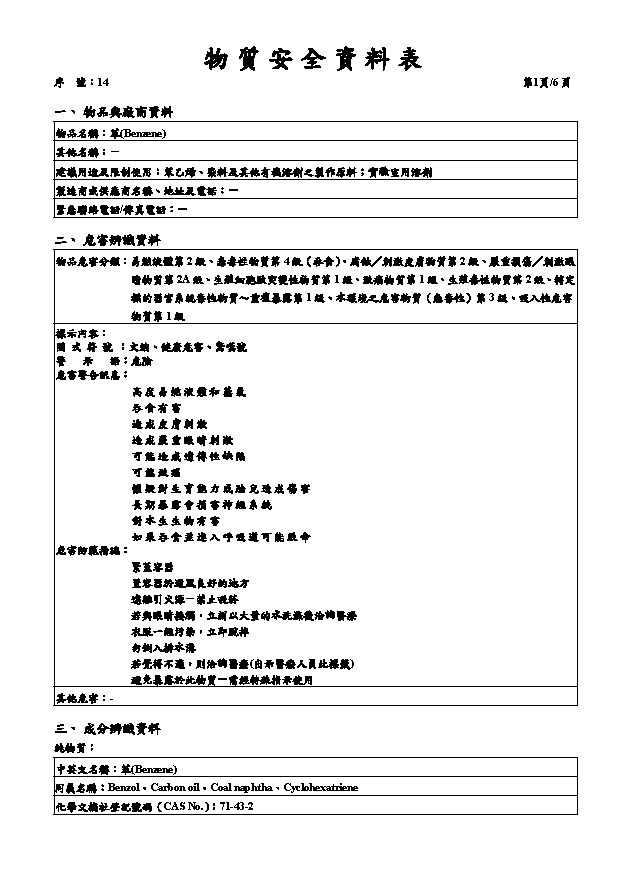 物質安全資料表
序　號：14　第1頁/6 頁
一、 物品與廠商資料
物品名稱：苯(Benzene)
其他名稱：－
建議用途及限制使用：苯乙烯、染料及其他有機溶劑之製作原料；實驗室用溶劑
製造商或供應商名稱、地址及電話：－
緊急聯絡電話/傳真電話：－
二、 危害辨識資料
物品危害分類：易燃液體第 2 級、急毒性物質第 4 級（吞食）、腐蝕／刺激皮膚物質第 2 級、嚴重損傷／刺激眼
睛物質第 2A 級、生殖細胞致突變性物質第 1 級、致癌物質第 1 級、生殖毒性物質第 2 級、特定
標的器官系統毒性物質～重複暴露第 1 級、水環境之危害物質（急毒性）第 3 級、吸入性危害
物質第 1 級
標示內容：
圖 式 符 號 ：火焰、健康危害、驚嘆號
警　示　語：危險
危害警告訊息：
高度易燃液體和蒸氣
吞食有害
造成皮膚刺激
造成嚴重眼睛刺激
可能造成遺傳性缺陷
可能致癌
懷疑對生育能力或胎兒造成傷害
長期暴露會損害神經系統
對水生生物有害
如果吞食並進入呼吸道可能致命
危害防範措施：
緊蓋容器
置容器於通風良好的地方
遠離引火源－禁止吸菸
若與眼睛接觸，立刻以大量的水洗滌後洽詢醫療
衣服一經污染，立即脫掉
勿倒入排水溝
若覺得不適，則洽詢醫療(出示醫療人員此標籤)
避免暴露於此物質－需經特殊指示使用
其他危害：-
三、 成分辨識資料
純物質：
中英文名稱：苯(Benzene)
同義名稱：Benzol、Carbon oil、Coal naphtha、Cyclohexatriene
化學文摘社登記號碼（CAS No.）：71-43-2